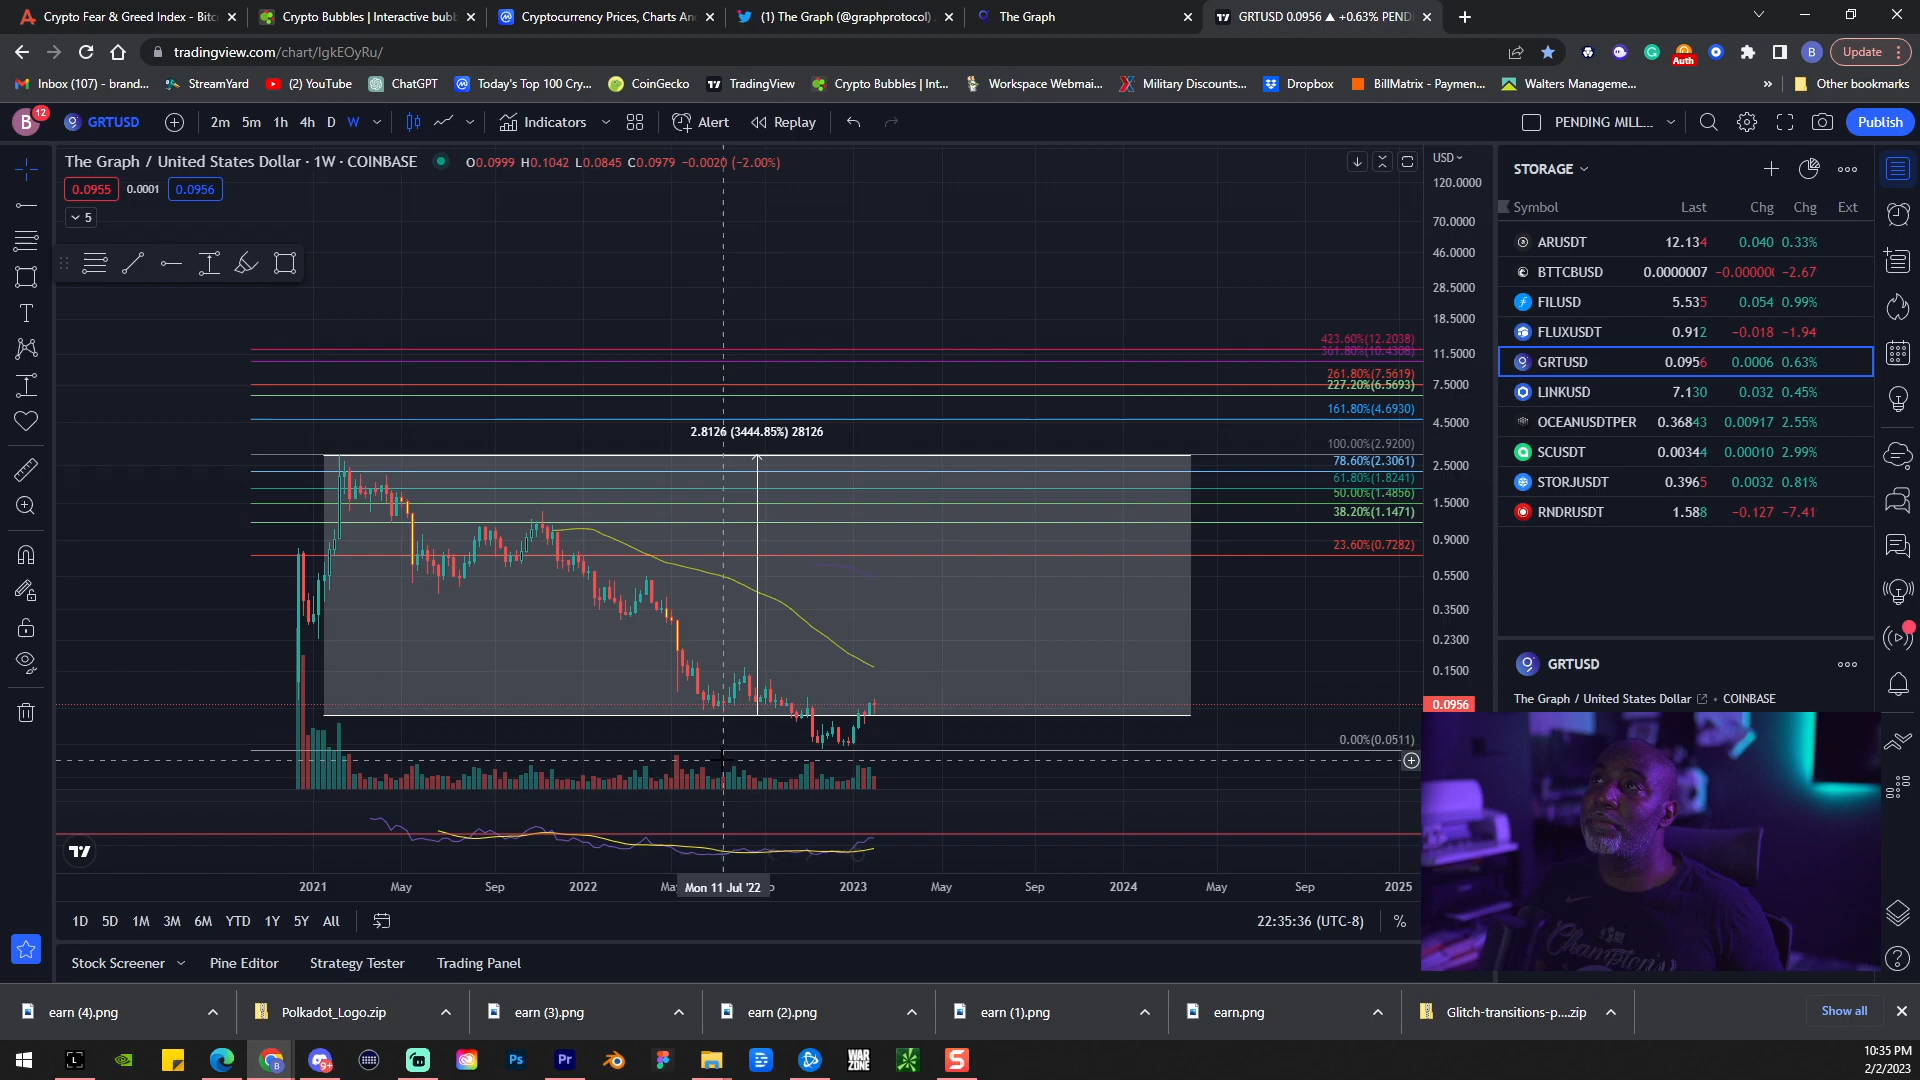 Crypto Fear & Greed Index - Bitc
Crypto Bubbles | Interactive bubb
Cryptocurrency Prices, Charts An
(1) The Graph (@graphprotocol)
The Graph
GRTUSD 0.0956 ▲ +0.63% PEND
tradingview.com/chart/IgkEOyRu/
Auth
B
Update
Inbox (107) - brand...
StreamYard
(2) YouTube
ChatGPT
Today's Top 100 Cry...
CoinGecko
TradingView
Crypto Bubbles | Int...
Workspace Webmai...
Military Discounts...
Dropbox
BillMatrix - Paymen...
Walters Manageme...
Other bookmarks
B 12
GRTUSD
2m 5m 1h 4h D W
Indicators
Alert
Replay
PENDING MILL...
Publish
The Graph / United States Dollar · 1W · COINBASE
O0.0999 H0.1042 L0.0845 C0.0979 −0.0020 (−2.00%)
0.0955 0.0001 0.0956
5
USD
120.0000
70.0000
46.0000
28.5000
18.5000
11.5000
7.5000
4.5000
2.5000
1.5000
0.9000
0.5500
0.3500
0.2300
0.1500
0.0956
423.60%(12.2038)
361.80%(10.4308)
261.80%(7.5619)
227.20%(6.5693)
161.80%(4.6930)
2.8126 (3444.85%) 28126
100.00%(2.9200)
78.60%(2.3061)
61.80%(1.8241)
50.00%(1.4856)
38.20%(1.1471)
23.60%(0.7282)
0.00%(0.0511)
2021 May Sep 2022 Mon 11 Jul '22 2023 May Sep 2024 May Sep 2025
1D 5D 1M 3M 6M YTD 1Y 5Y All
22:35:36 (UTC-8) %
Stock Screener
Pine Editor
Strategy Tester
Trading Panel
STORAGE
Symbol Last Chg Chg Ext
ARUSDT 12.134 0.040 0.33%
BTTCBUSD 0.0000007 −0.000000 −2.67
FILUSD 5.535 0.054 0.99%
FLUXUSDT 0.912 −0.018 −1.94
GRTUSD 0.0956 0.0006 0.63%
LINKUSD 7.130 0.032 0.45%
OCEANUSDTPER 0.36843 0.00917 2.55%
SCUSDT 0.00344 0.00010 2.99%
STORJUSDT 0.3965 0.0032 0.81%
RNDRUSDT 1.588 −0.127 −7.41
GRTUSD
The Graph / United States Dollar • COINBASE
Champions
earn (4).png
Polkadot_Logo.zip
earn (3).png
earn (2).png
earn (1).png
earn.png
Glitch-transitions-p....zip
Show all
9+
Ps
Pr
WAR
ZONE
10:35 PM
2/2/2023